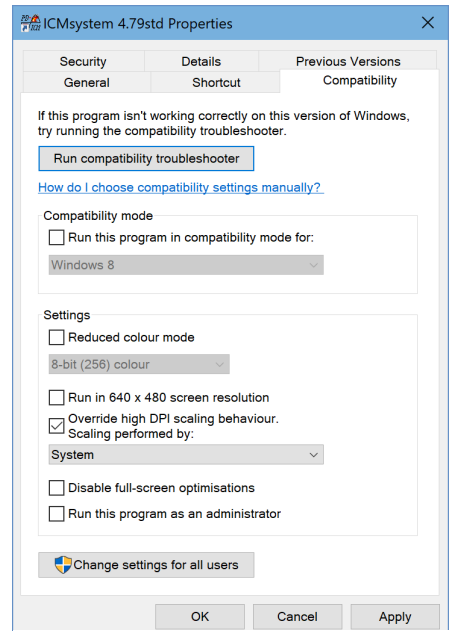 ICMsystem 4.79std Properties
Security
Details
Previous Versions
General
Shortcut
Compatibility
If this program isn't working correctly on this version of Windows,
try running the compatibility troubleshooter.
Run compatibility troubleshooter
How do I choose compatibility settings manually?
Compatibility mode
Run this program in compatibility mode for:
Windows 8
Settings
Reduced colour mode
8-bit (256) colour
Run in 640 x 480 screen resolution
Override high DPI scaling behaviour.
Scaling performed by:
System
Disable full-screen optimisations
Run this program as an administrator
Change settings for all users
OK
Cancel
Apply